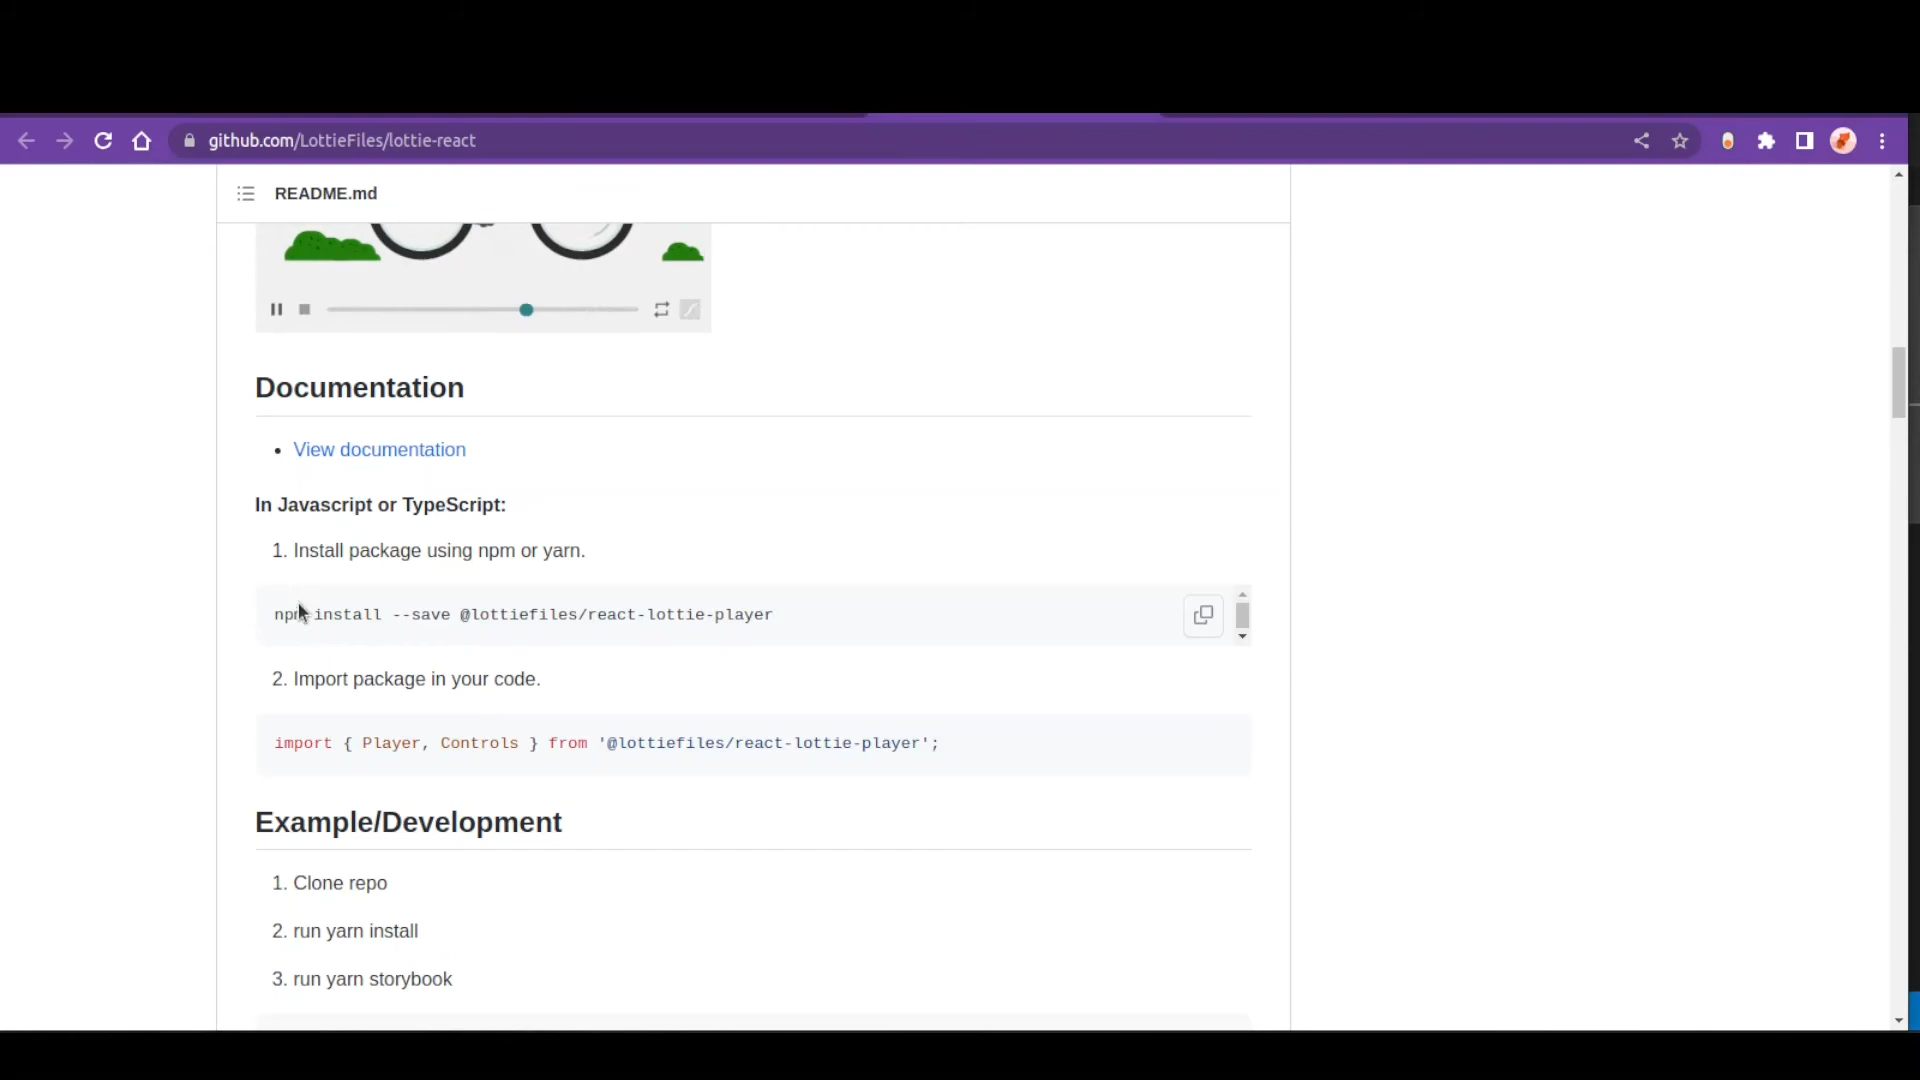 github.com/LottieFiles/lottie-react
README.md
Documentation
• View documentation
In Javascript or TypeScript:
1. Install package using npm or yarn.
npm install --save @lottiefiles/react-lottie-player
2. Import package in your code.
import { Player, Controls } from '@lottiefiles/react-lottie-player';
Example/Development
1. Clone repo
2. run yarn install
3. run yarn storybook